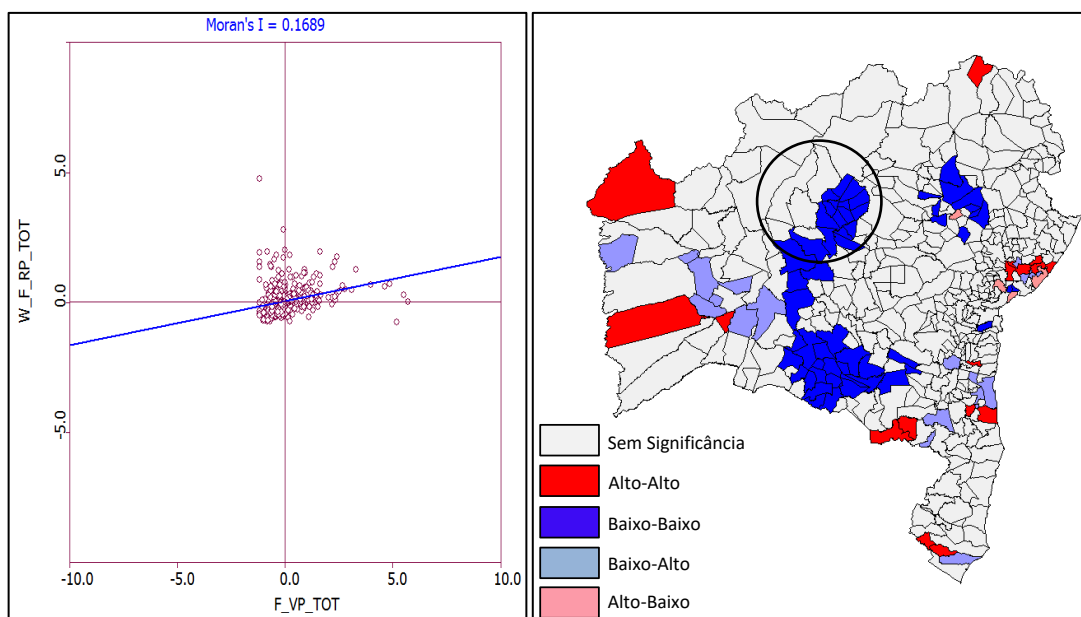 Moran's I = 0.1689
W_F_RP_TOT
5.0
0.0
-5.0
-10.0 -5.0 0.0 5.0 10.0
F_VP_TOT
Sem Significância
Alto-Alto
Baixo-Baixo
Baixo-Alto
Alto-Baixo